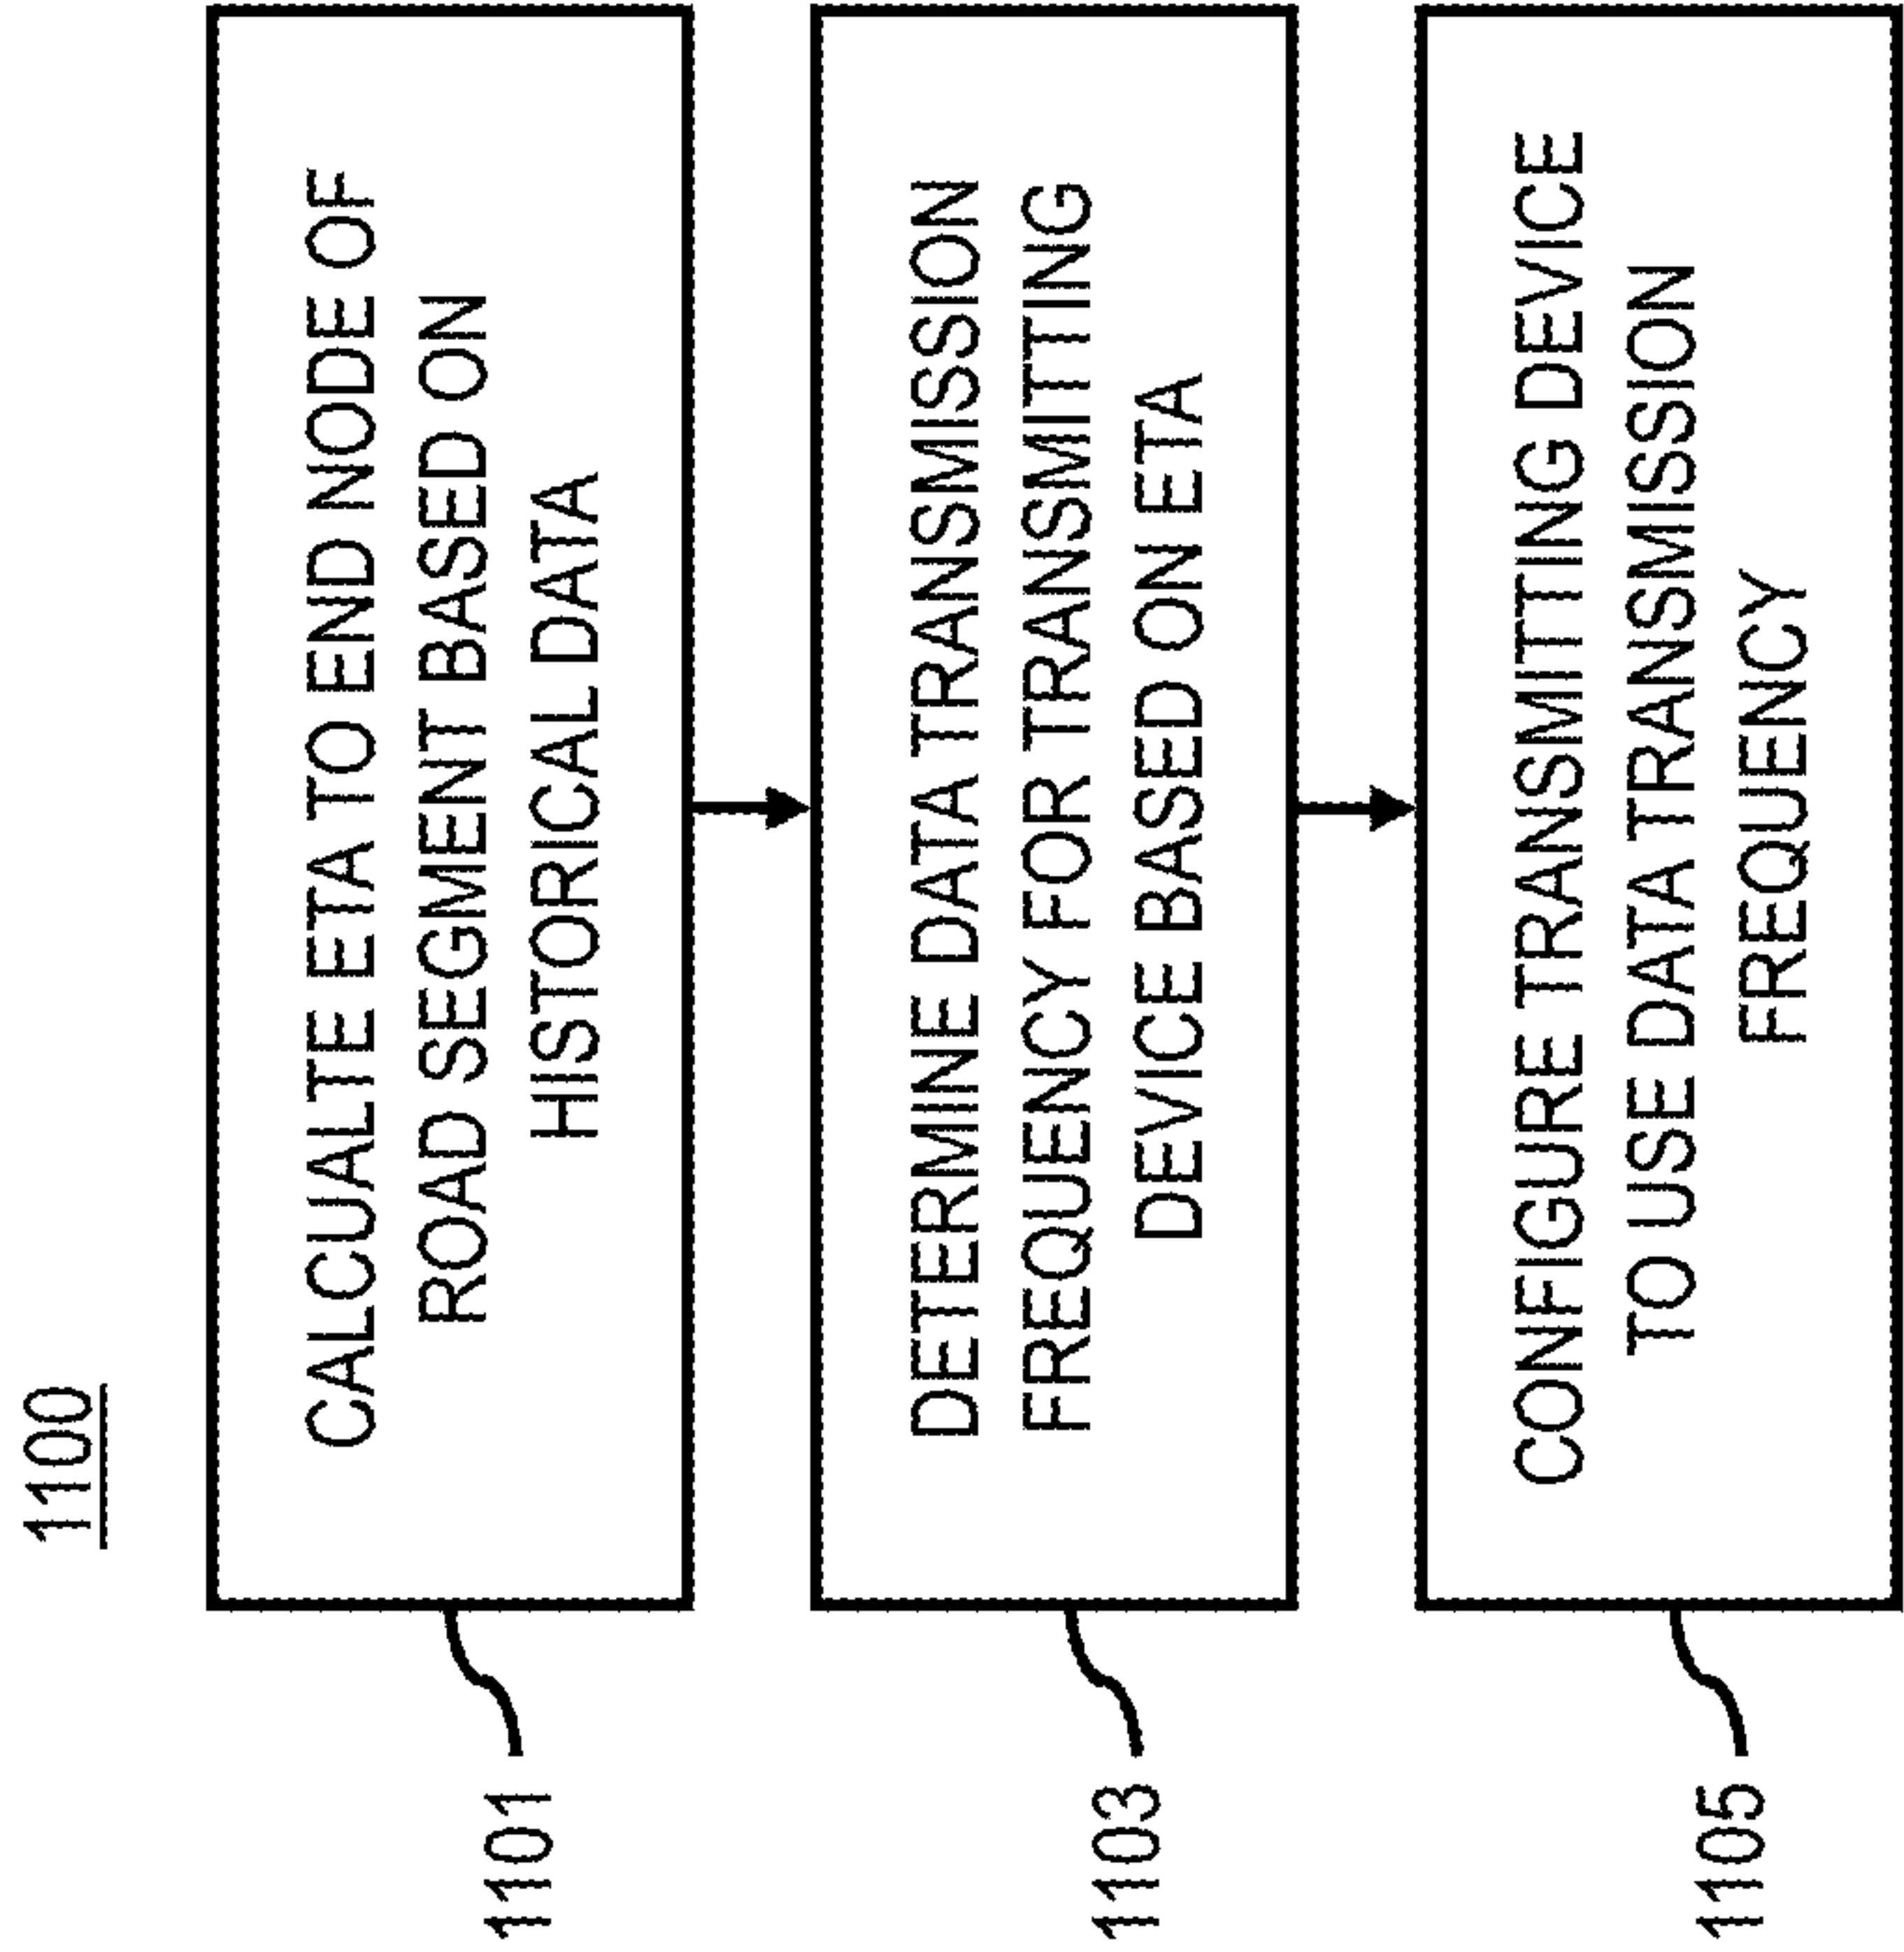 1100
1101
CALCUALTE ETA TO END NODE OF
ROAD SEGMENT BASED ON
HISTORICAL DATA
1103
DETERMINE DATA TRANSMISSION
FREQUENCY FOR TRANSMITTING
DEVICE BASED ON ETA
1105
CONFIGURE TRANSMITTING DEVICE
TO USE DATA TRANSMISSION
FREQUENCY